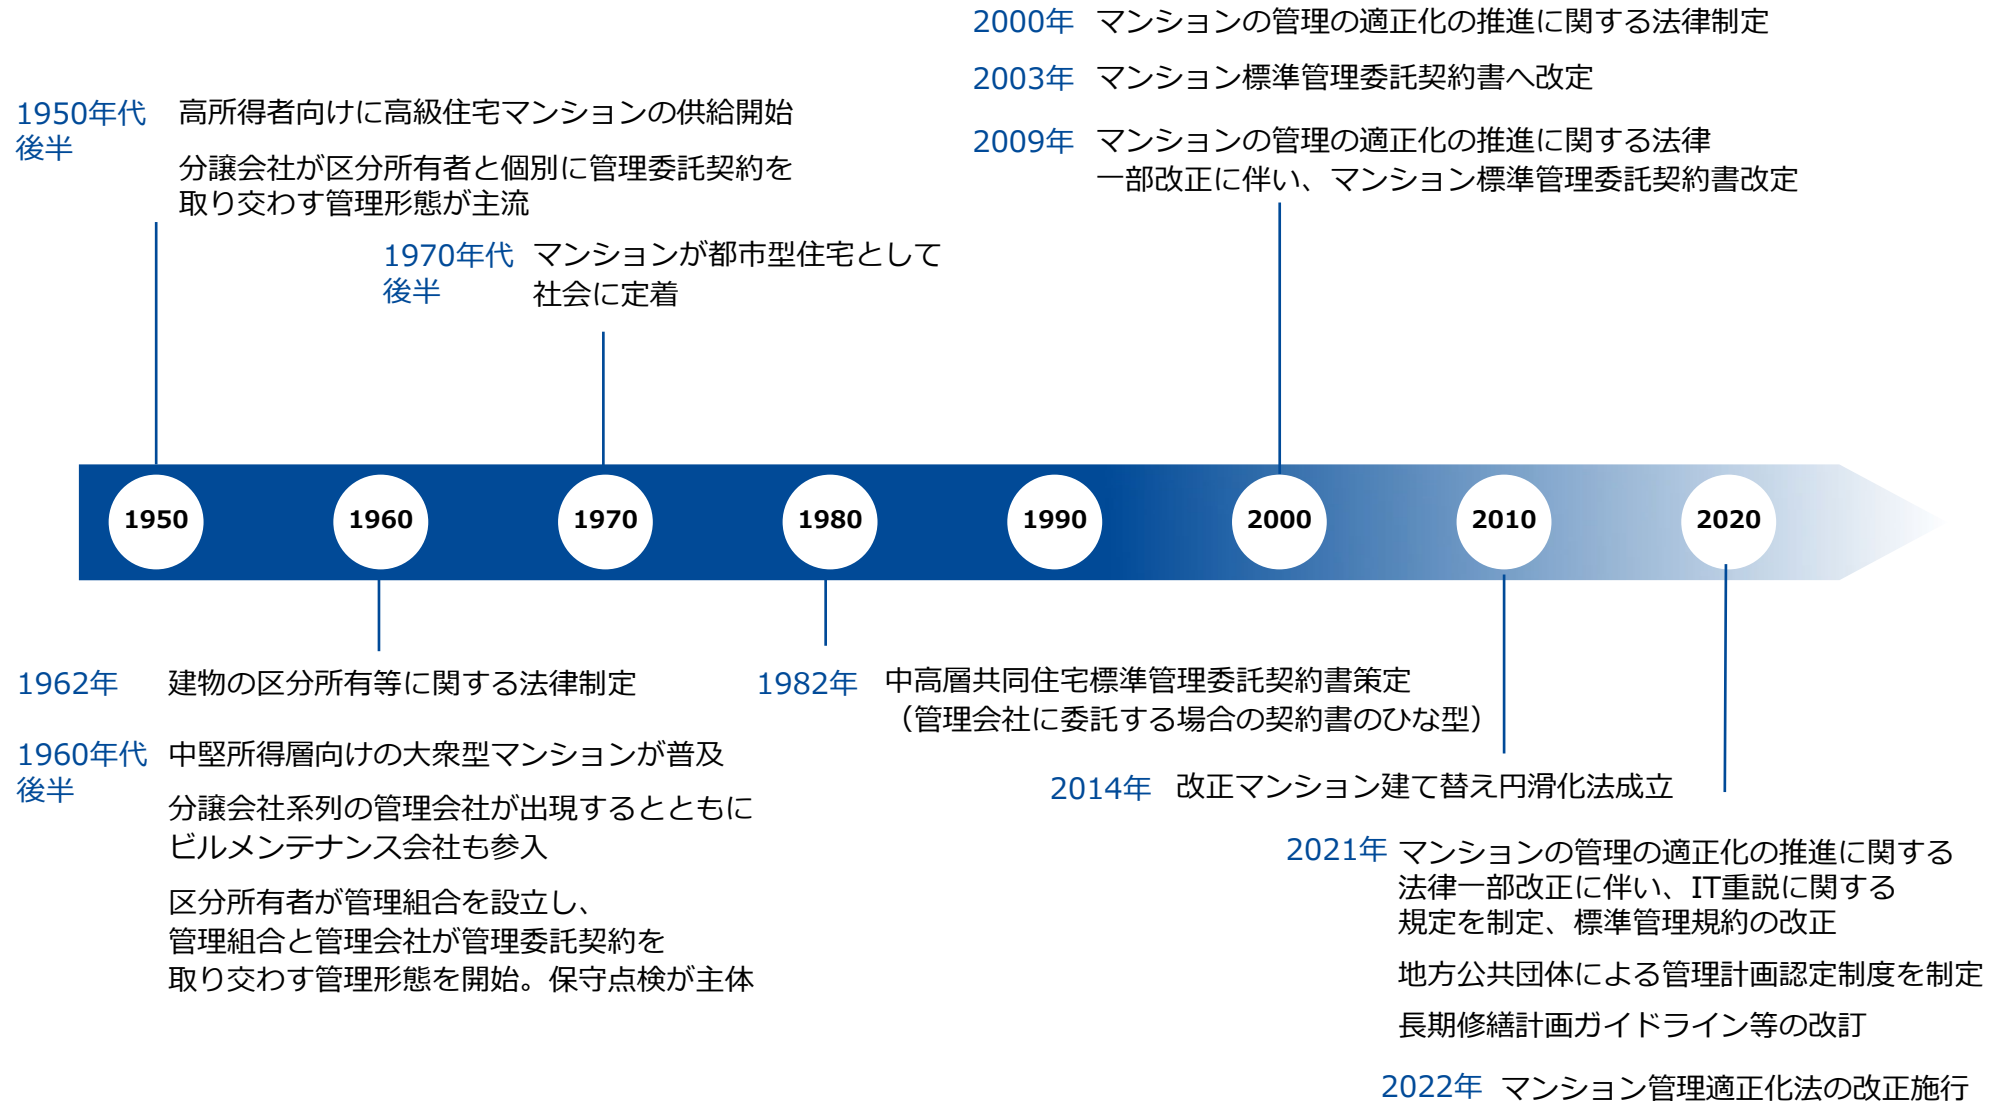 2000年 マンションの管理の適正化の推進に関する法律制定
2003年 マンション標準管理委託契約書へ改定
2009年 マンションの管理の適正化の推進に関する法律
一部改正に伴い、マンション標準管理委託契約書改定
1950年代 高所得者向けに高級住宅マンションの供給開始
後半
分譲会社が区分所有者と個別に管理委託契約を
取り交わす管理形態が主流
1970年代 マンションが都市型住宅として
後半 社会に定着
1950 1960 1970 1980 1990 2000 2010 2020
1962年 建物の区分所有等に関する法律制定
1960年代 中堅所得層向けの大衆型マンションが普及
後半
分譲会社系列の管理会社が出現するとともに
ビルメンテナンス会社も参入
区分所有者が管理組合を設立し、
管理組合と管理会社が管理委託契約を
取り交わす管理形態を開始。保守点検が主体
1982年 中高層共同住宅標準管理委託契約書策定
（管理会社に委託する場合の契約書のひな型）
2014年 改正マンション建て替え円滑化法成立
2021年 マンションの管理の適正化の推進に関する
法律一部改正に伴い、IT重説に関する
規定を制定、標準管理規約の改正
地方公共団体による管理計画認定制度を制定
長期修繕計画ガイドライン等の改訂
2022年 マンション管理適正化法の改正施行